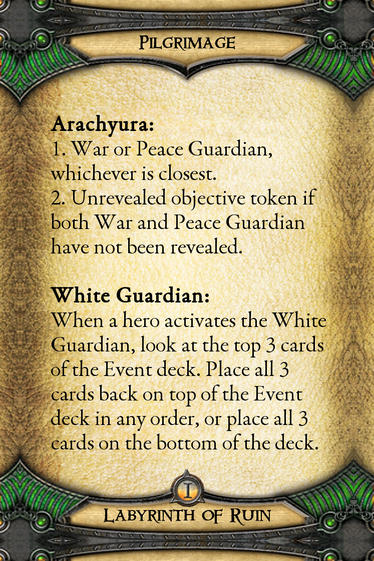 Pilgrimage
Arachyura:
1. War or Peace Guardian,
whichever is closest.
2. Unrevealed objective token if
both War and Peace Guardian
have not been revealed.
White Guardian:
When a hero activates the White
Guardian, look at the top 3 cards
of the Event deck. Place all 3
cards back on top of the Event
deck in any order, or place all 3
cards on the bottom of the deck.
I
Labyrinth of Ruin